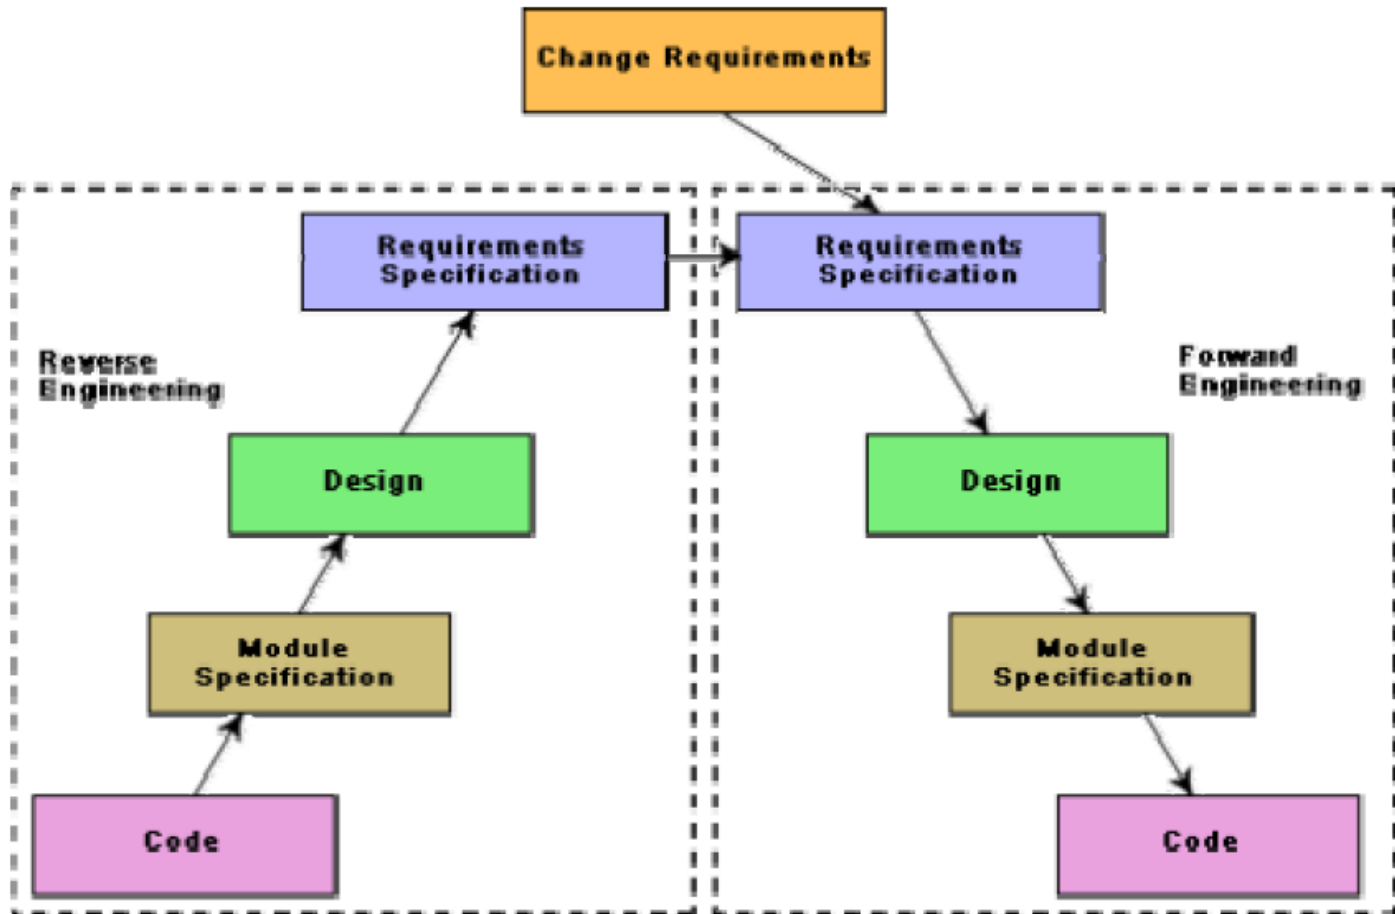 Change Requirements
Requirements
Specification
Requirements
Specification
Reverse
Engineering
Forward
Engineering
Design
Design
Module
Specification
Module
Specification
Code
Code